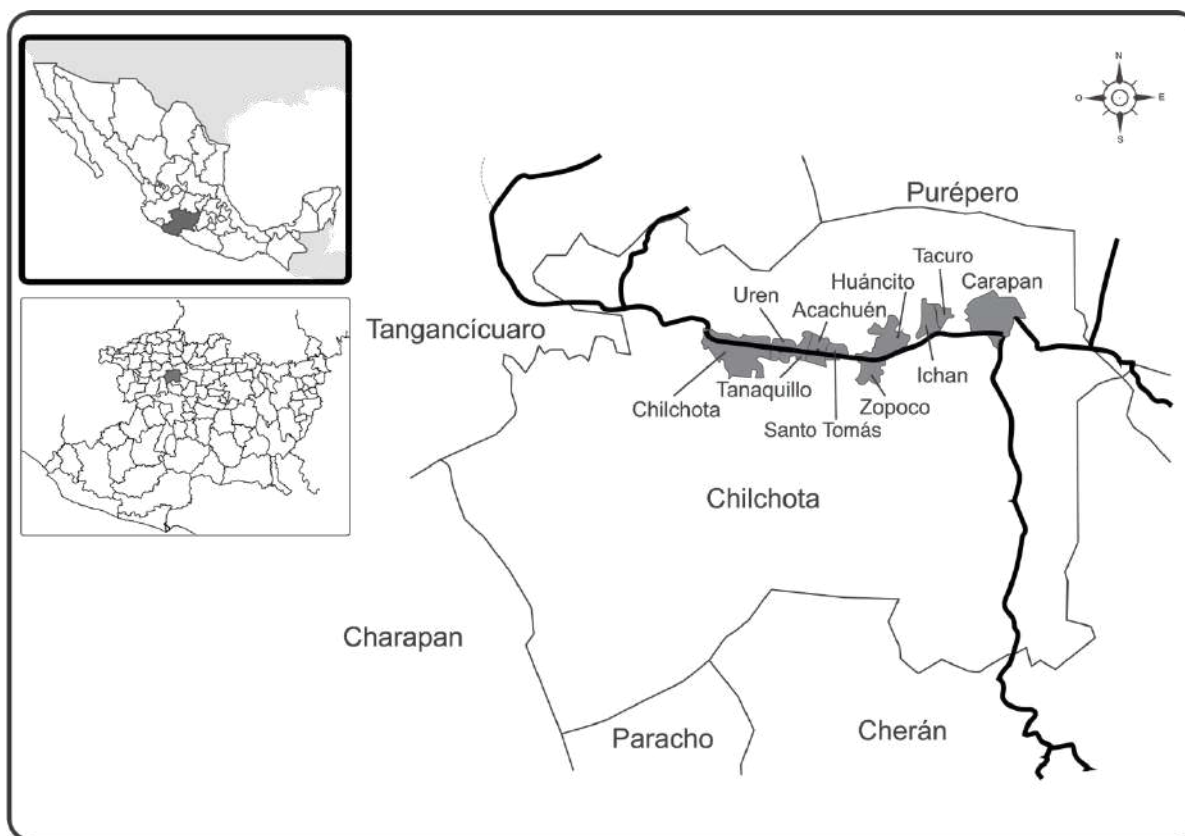 N
O
E
S
Purépero
Tacuro
Huáncito
Carapan
Uren
Acachuén
Tangancícuaro
Ichan
Tanaquillo
Chilchota
Zopoco
Santo Tomás
Chilchota
Charapan
Paracho
Cherán